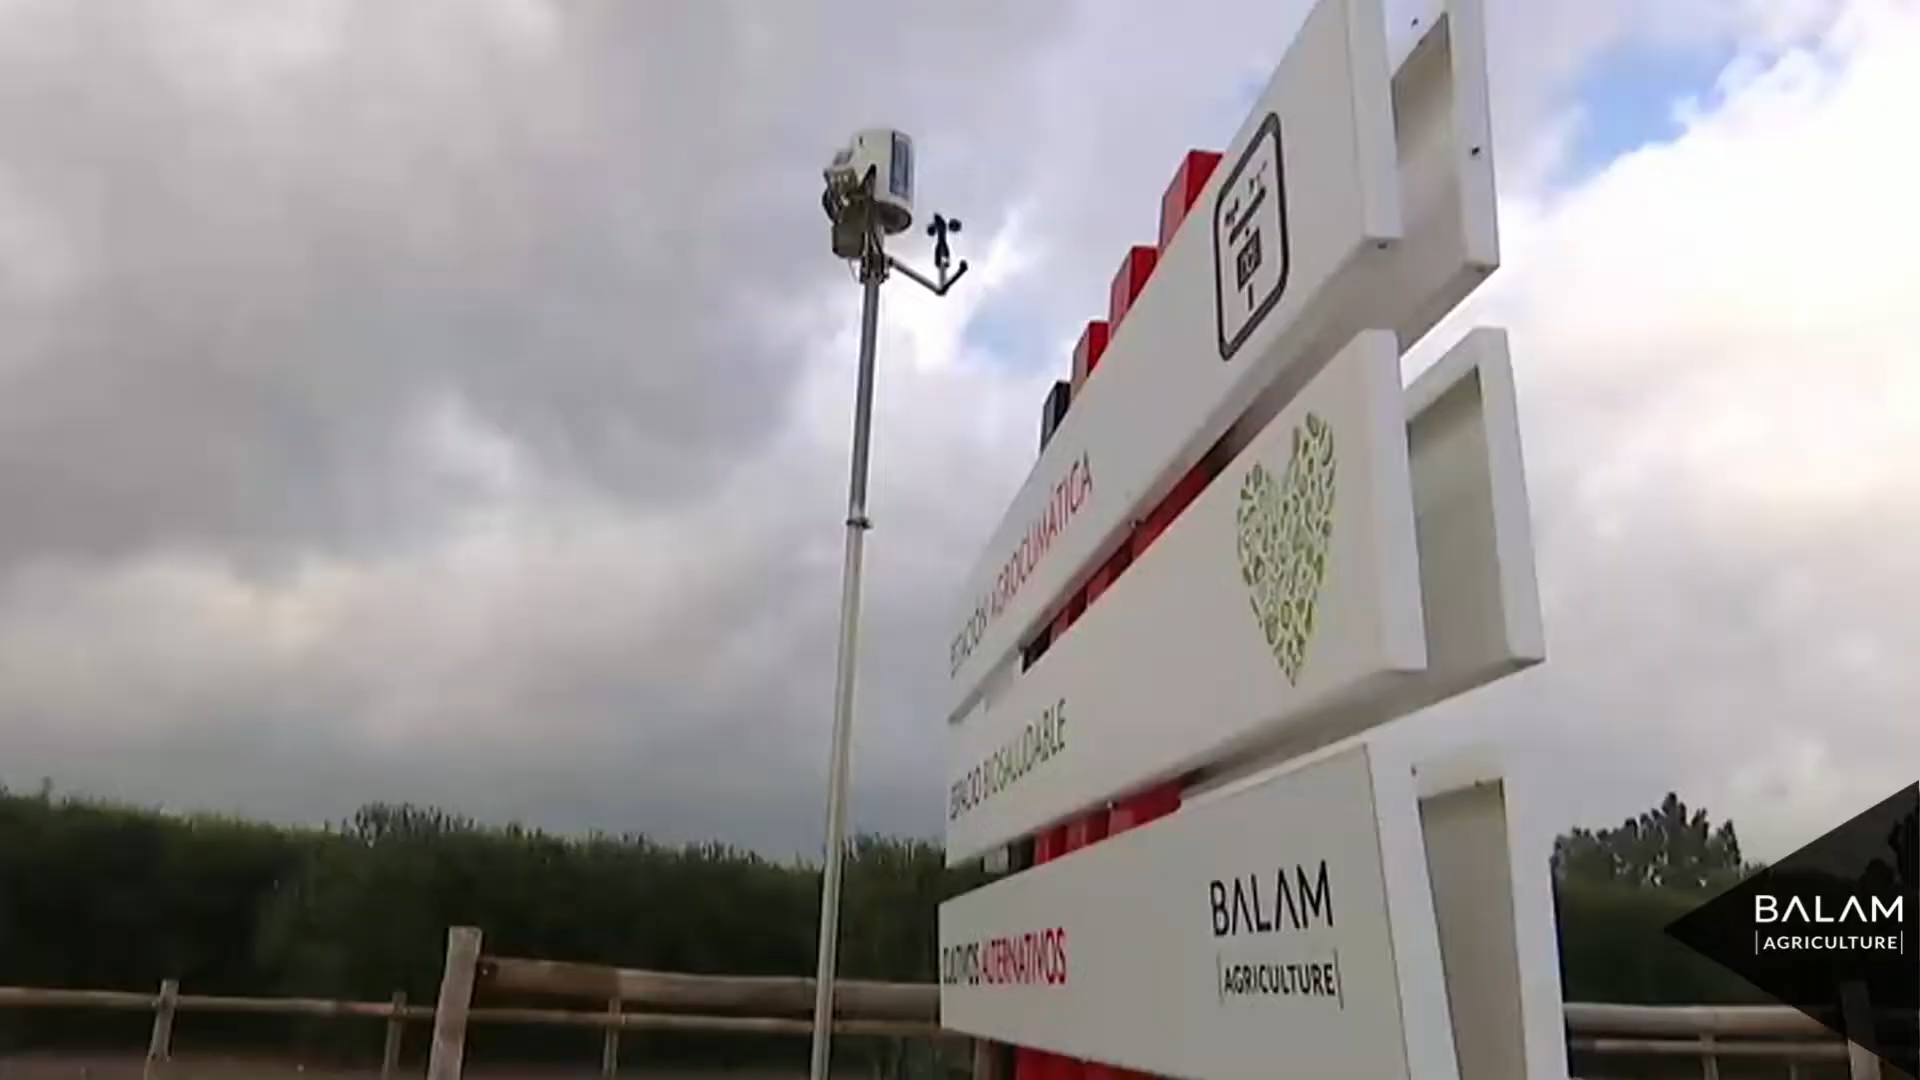 ESTACIÓN AGROCLIMÁTICA
ESPACIO BIOSALUDABLE
CULTIVOS ALTERNATIVOS
BALAM
|AGRICULTURE|
BALAM
|AGRICULTURE|